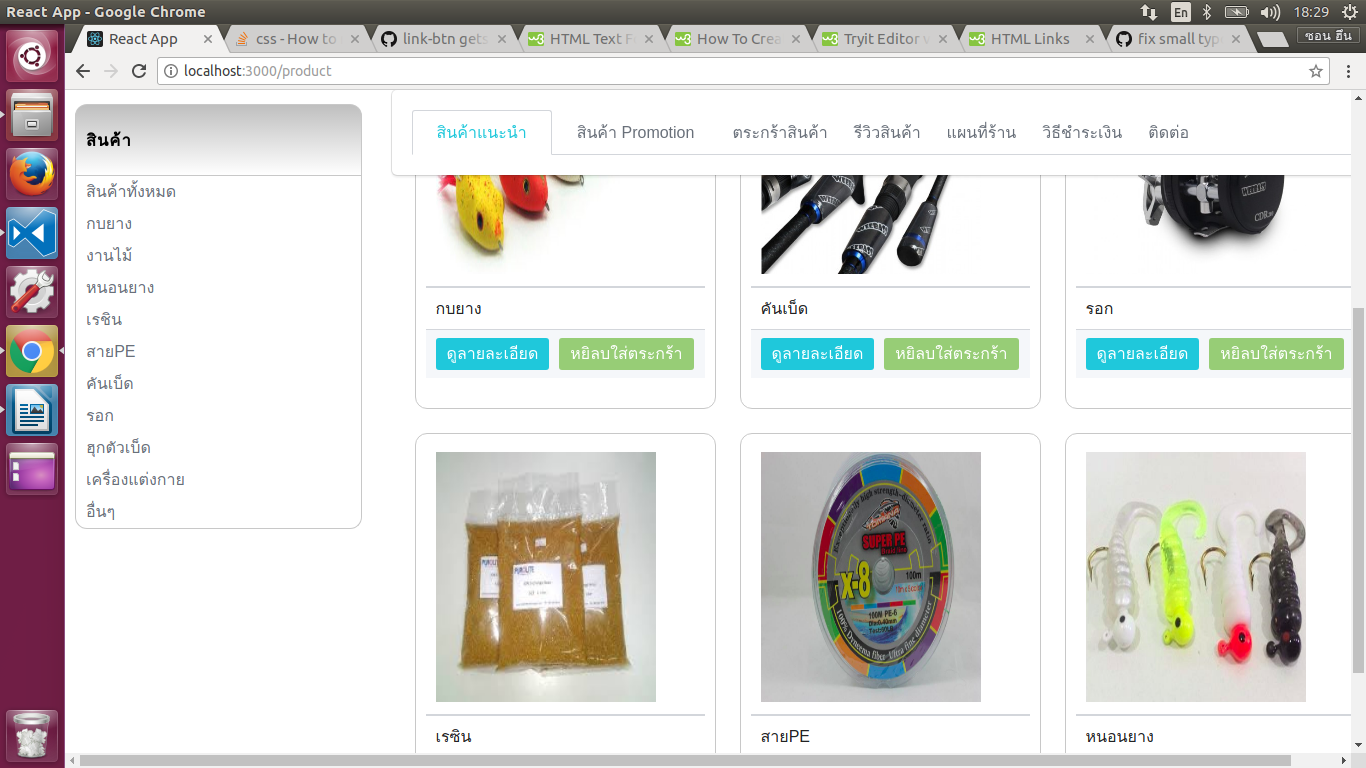 React App - Google Chrome
En
18:29
React App
css - How to
link-btn gets
HTML Text F
How To Crea
Tryit Editor v
HTML Links
fix small typ
ซอน ฮึน
localhost:3000/product
สินค้า
สินค้าทั้งหมด
กบยาง
งานไม้
หนอนยาง
เรซิน
สายPE
คันเบ็ด
รอก
ฮุกตัวเบ็ด
เครื่องแต่งกาย
อื่นๆ
สินค้าแนะนำ
สินค้า Promotion
ตระกร้าสินค้า
รีวิวสินค้า
แผนที่ร้าน
วิธีชำระเงิน
ติดต่อ
กบยาง
ดูลายละเอียด
หยิลบใส่ตระกร้า
คันเบ็ด
ดูลายละเอียด
หยิลบใส่ตระกร้า
รอก
ดูลายละเอียด
หยิลบใส่ตระกร้า
PUROLITE
SUPER PE
X-8
100m
100M PE-6
เรซิน
สายPE
หนอนยาง